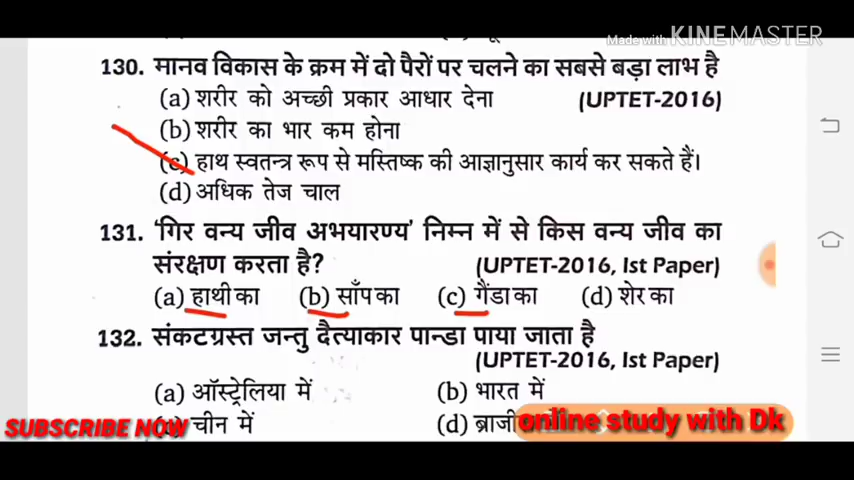 Made with KINEMASTER
130. मानव विकास के क्रम में दो पैरों पर चलने का सबसे बड़ा लाभ है
(a) शरीर को अच्छी प्रकार आधार देना (UPTET-2016)
(b) शरीर का भार कम होना
(c) हाथ स्वतन्त्र रूप से मस्तिष्क की आज्ञानुसार कार्य कर सकते हैं।
(d) अधिक तेज चाल
131. 'गिर वन्य जीव अभयारण्य' निम्न में से किस वन्य जीव का
संरक्षण करता है? (UPTET-2016, Ist Paper)
(a) हाथी का (b) साँप का (c) गैंडा का (d) शेर का
132. संकटग्रस्त जन्तु दैत्याकार पान्डा पाया जाता है
(UPTET-2016, Ist Paper)
(a) ऑस्ट्रेलिया में (b) भारत में
चीन में (d)
SUBSCRIBE NOW
online study with Dk